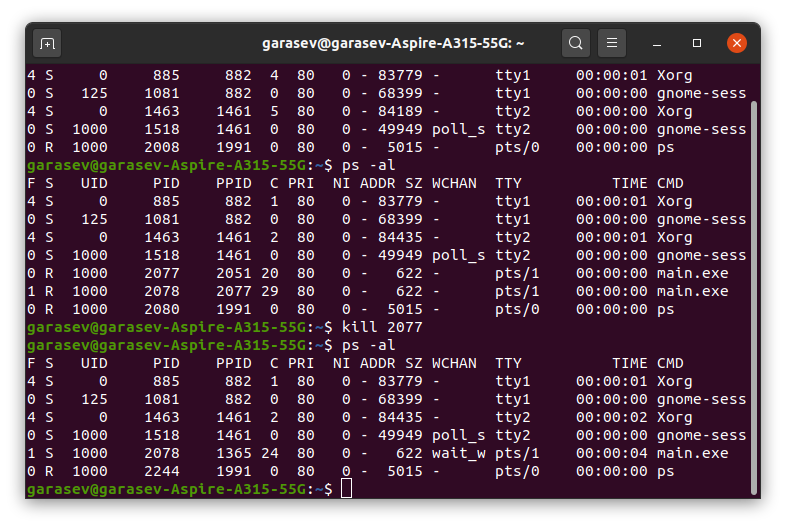 garasev@garasev-Aspire-A315-55G: ~
4 S     0     885     882  4  80   0 - 83779 -      tty1     00:00:01 Xorg
0 S   125    1081     882  0  80   0 - 68399 -      tty1     00:00:00 gnome-sess
4 S     0    1463    1461  5  80   0 - 84189 -      tty2     00:00:00 Xorg
0 S  1000    1518    1461  0  80   0 - 49949 poll_s tty2     00:00:00 gnome-sess
0 R  1000    2008    1991  0  80   0 -  5015 -      pts/0    00:00:00 ps
garasev@garasev-Aspire-A315-55G:~$ ps -al
F S   UID     PID    PPID  C PRI  NI ADDR SZ WCHAN  TTY          TIME CMD
4 S     0     885     882  1  80   0 - 83779 -      tty1     00:00:01 Xorg
0 S   125    1081     882  0  80   0 - 68399 -      tty1     00:00:00 gnome-sess
4 S     0    1463    1461  2  80   0 - 84435 -      tty2     00:00:01 Xorg
0 S  1000    1518    1461  0  80   0 - 49949 poll_s tty2     00:00:00 gnome-sess
0 R  1000    2077    2051 20  80   0 -   622 -      pts/1    00:00:00 main.exe
1 R  1000    2078    2077 29  80   0 -   622 -      pts/1    00:00:00 main.exe
0 R  1000    2080    1991  0  80   0 -  5015 -      pts/0    00:00:00 ps
garasev@garasev-Aspire-A315-55G:~$ kill 2077
garasev@garasev-Aspire-A315-55G:~$ ps -al
F S   UID     PID    PPID  C PRI  NI ADDR SZ WCHAN  TTY          TIME CMD
4 S     0     885     882  1  80   0 - 83779 -      tty1     00:00:01 Xorg
0 S   125    1081     882  0  80   0 - 68399 -      tty1     00:00:00 gnome-sess
4 S     0    1463    1461  2  80   0 - 84435 -      tty2     00:00:02 Xorg
0 S  1000    1518    1461  0  80   0 - 49949 poll_s tty2     00:00:00 gnome-sess
1 S  1000    2078    1365 24  80   0 -   622 wait_w pts/1    00:00:04 main.exe
0 R  1000    2244    1991  0  80   0 -  5015 -      pts/0    00:00:00 ps
garasev@garasev-Aspire-A315-55G:~$